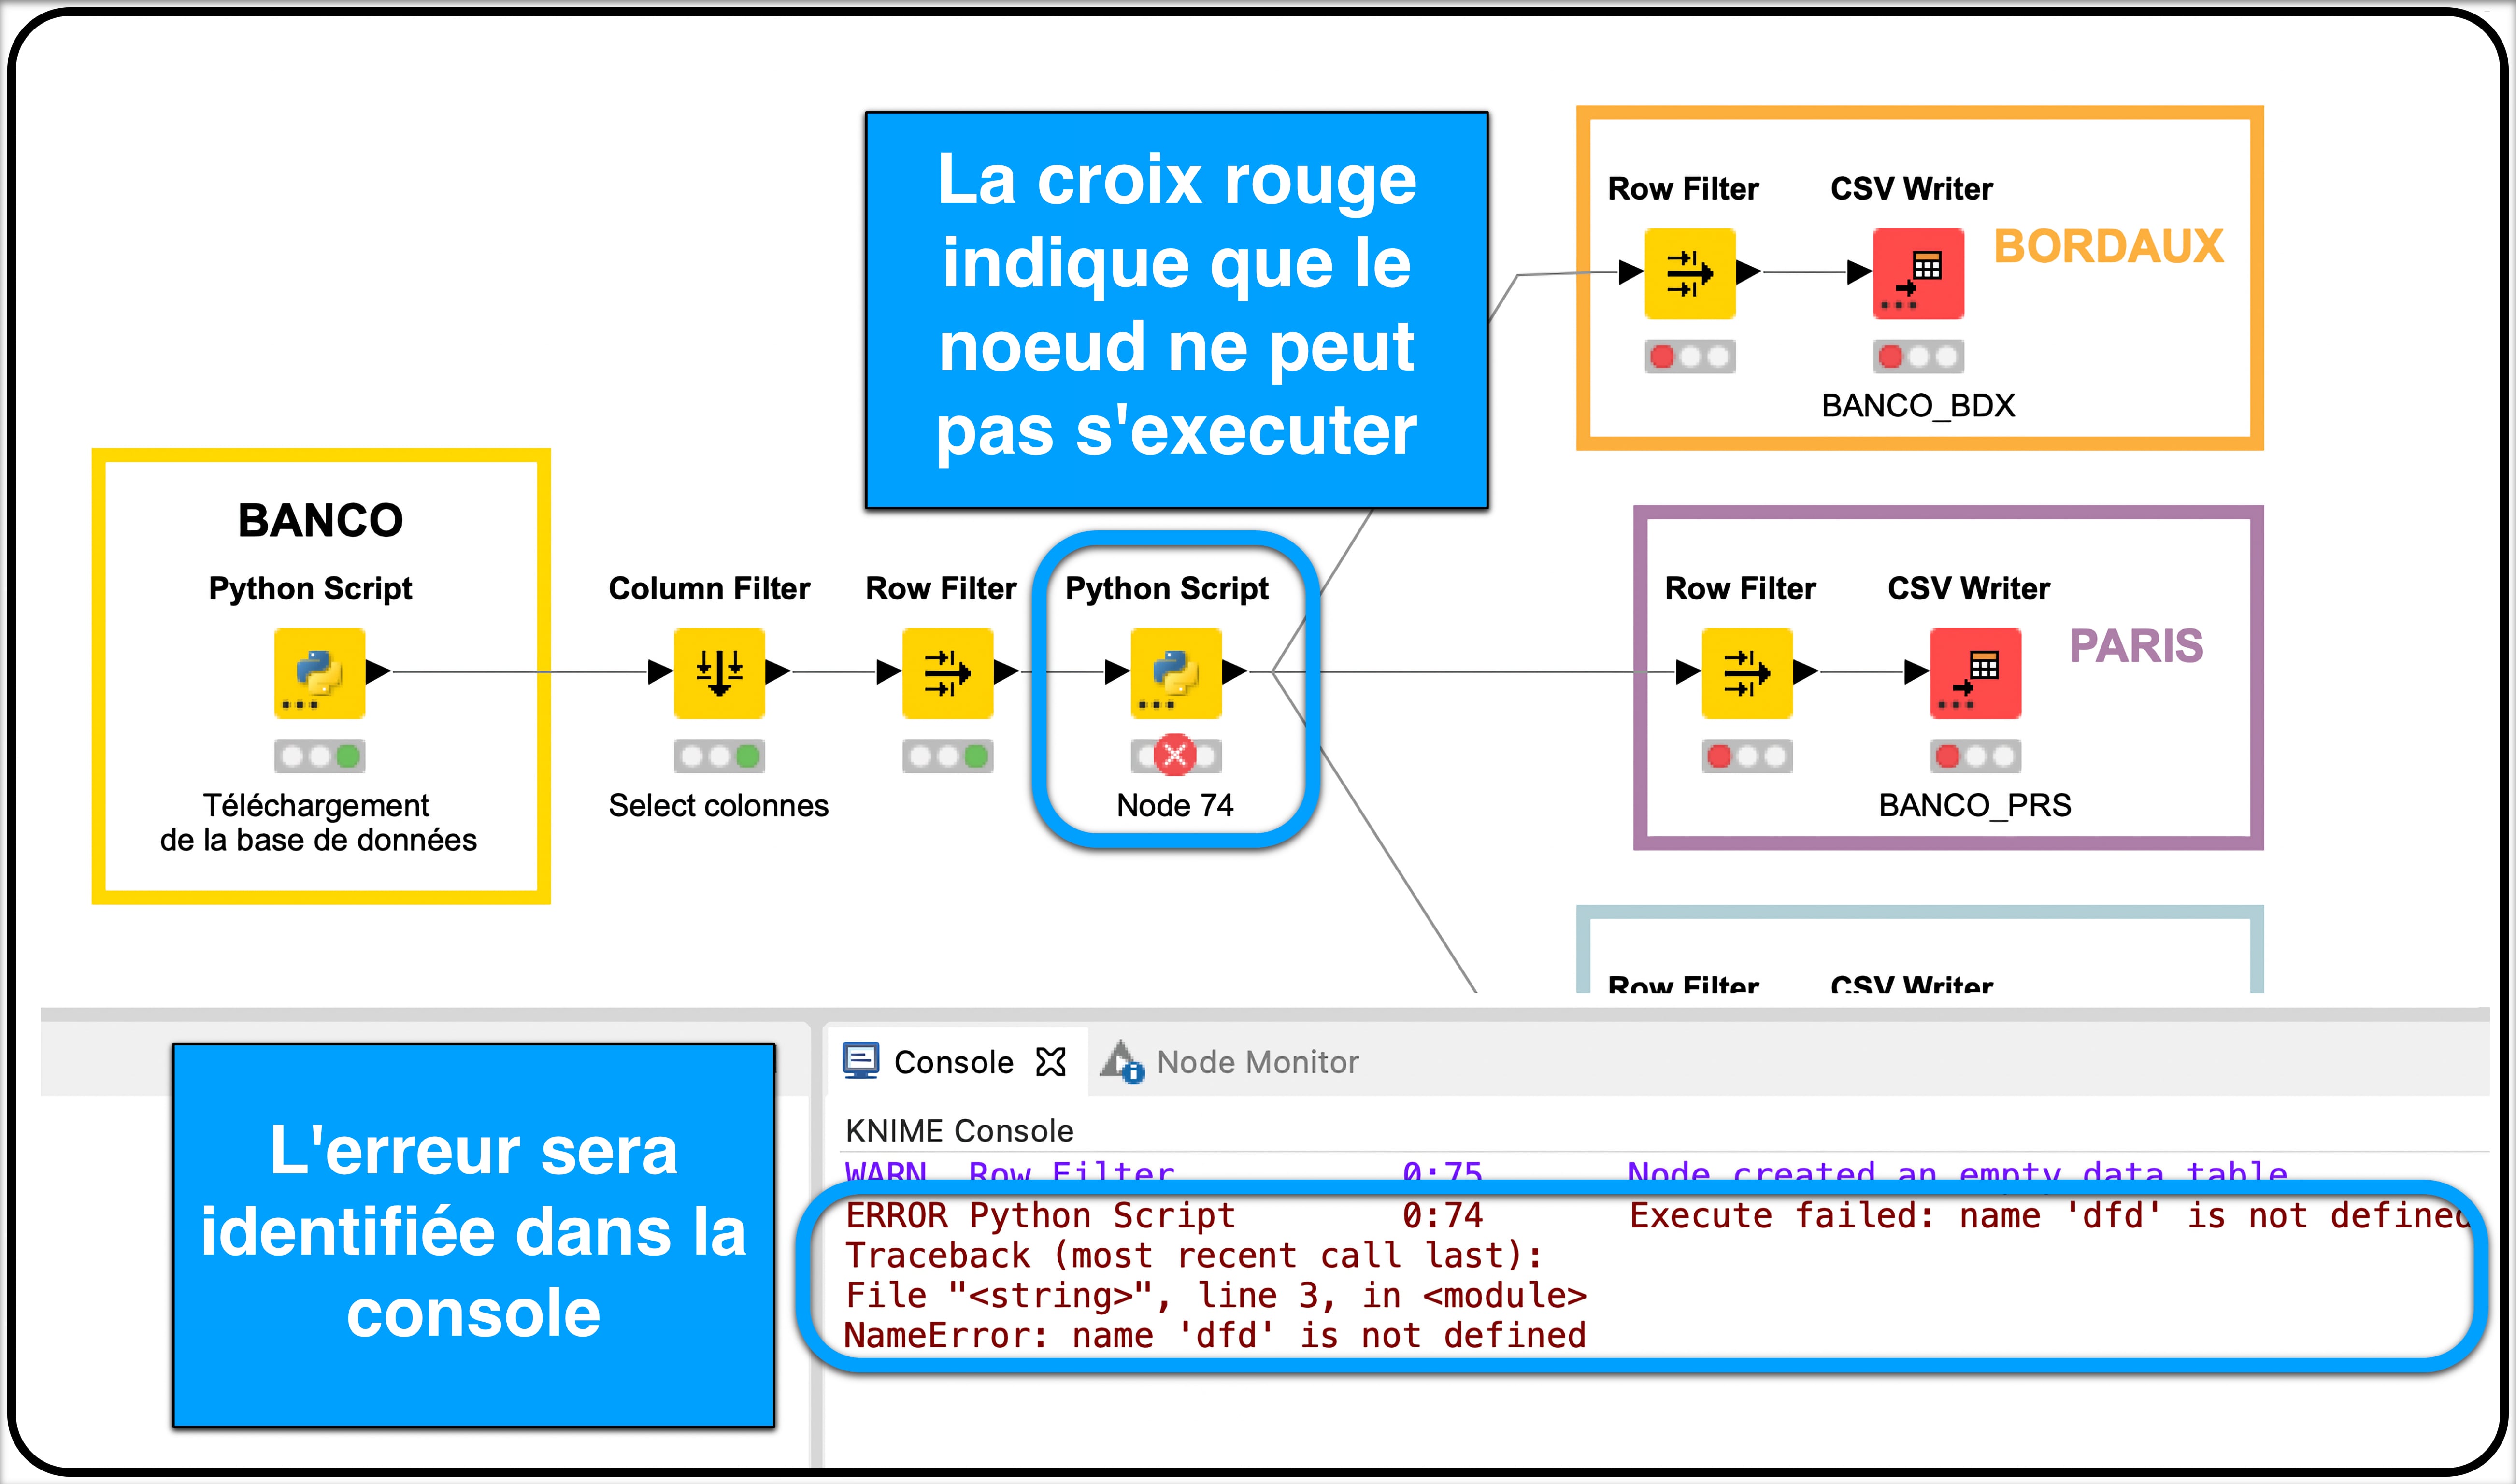 La croix rouge
indique que le
noeud ne peut
pas s'executer
Row Filter CSV Writer
BORDAUX
BANCO_BDX
BANCO
Python Script
Téléchargement
de la base de données
Column Filter
Select colonnes
Row Filter
Python Script
Node 74
Row Filter CSV Writer
PARIS
BANCO_PRS
Row Filter CSV Writer
L'erreur sera
identifiée dans la
console
Console Node Monitor
KNIME Console
WARN Row Filter 0:75 Node created an empty data table
ERROR Python Script 0:74 Execute failed: name 'dfd' is not defined
Traceback (most recent call last):
File "<string>", line 3, in <module>
NameError: name 'dfd' is not defined